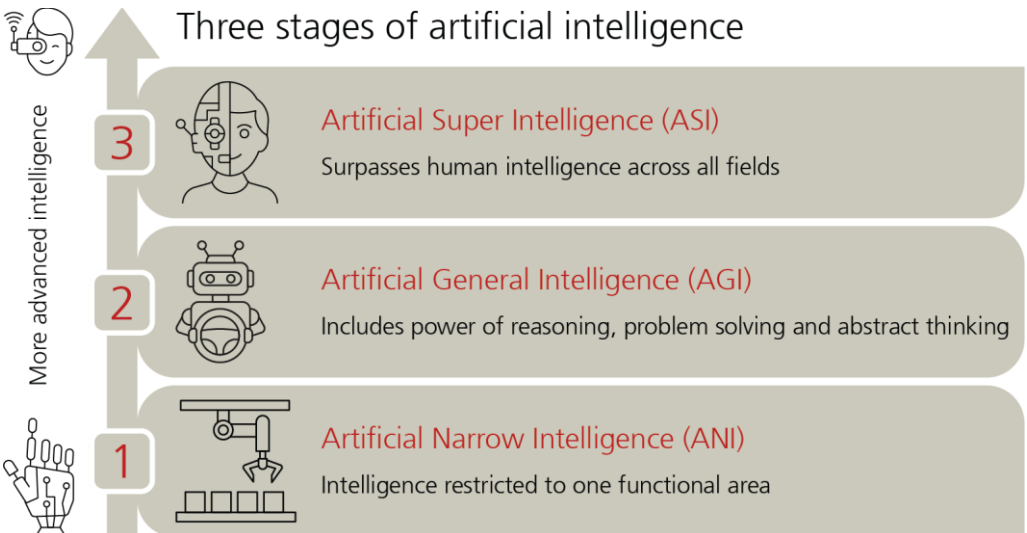 Three stages of artificial intelligence
More advanced intelligence
3
Artificial Super Intelligence (ASI)
Surpasses human intelligence across all fields
2
Artificial General Intelligence (AGI)
Includes power of reasoning, problem solving and abstract thinking
1
Artificial Narrow Intelligence (ANI)
Intelligence restricted to one functional area